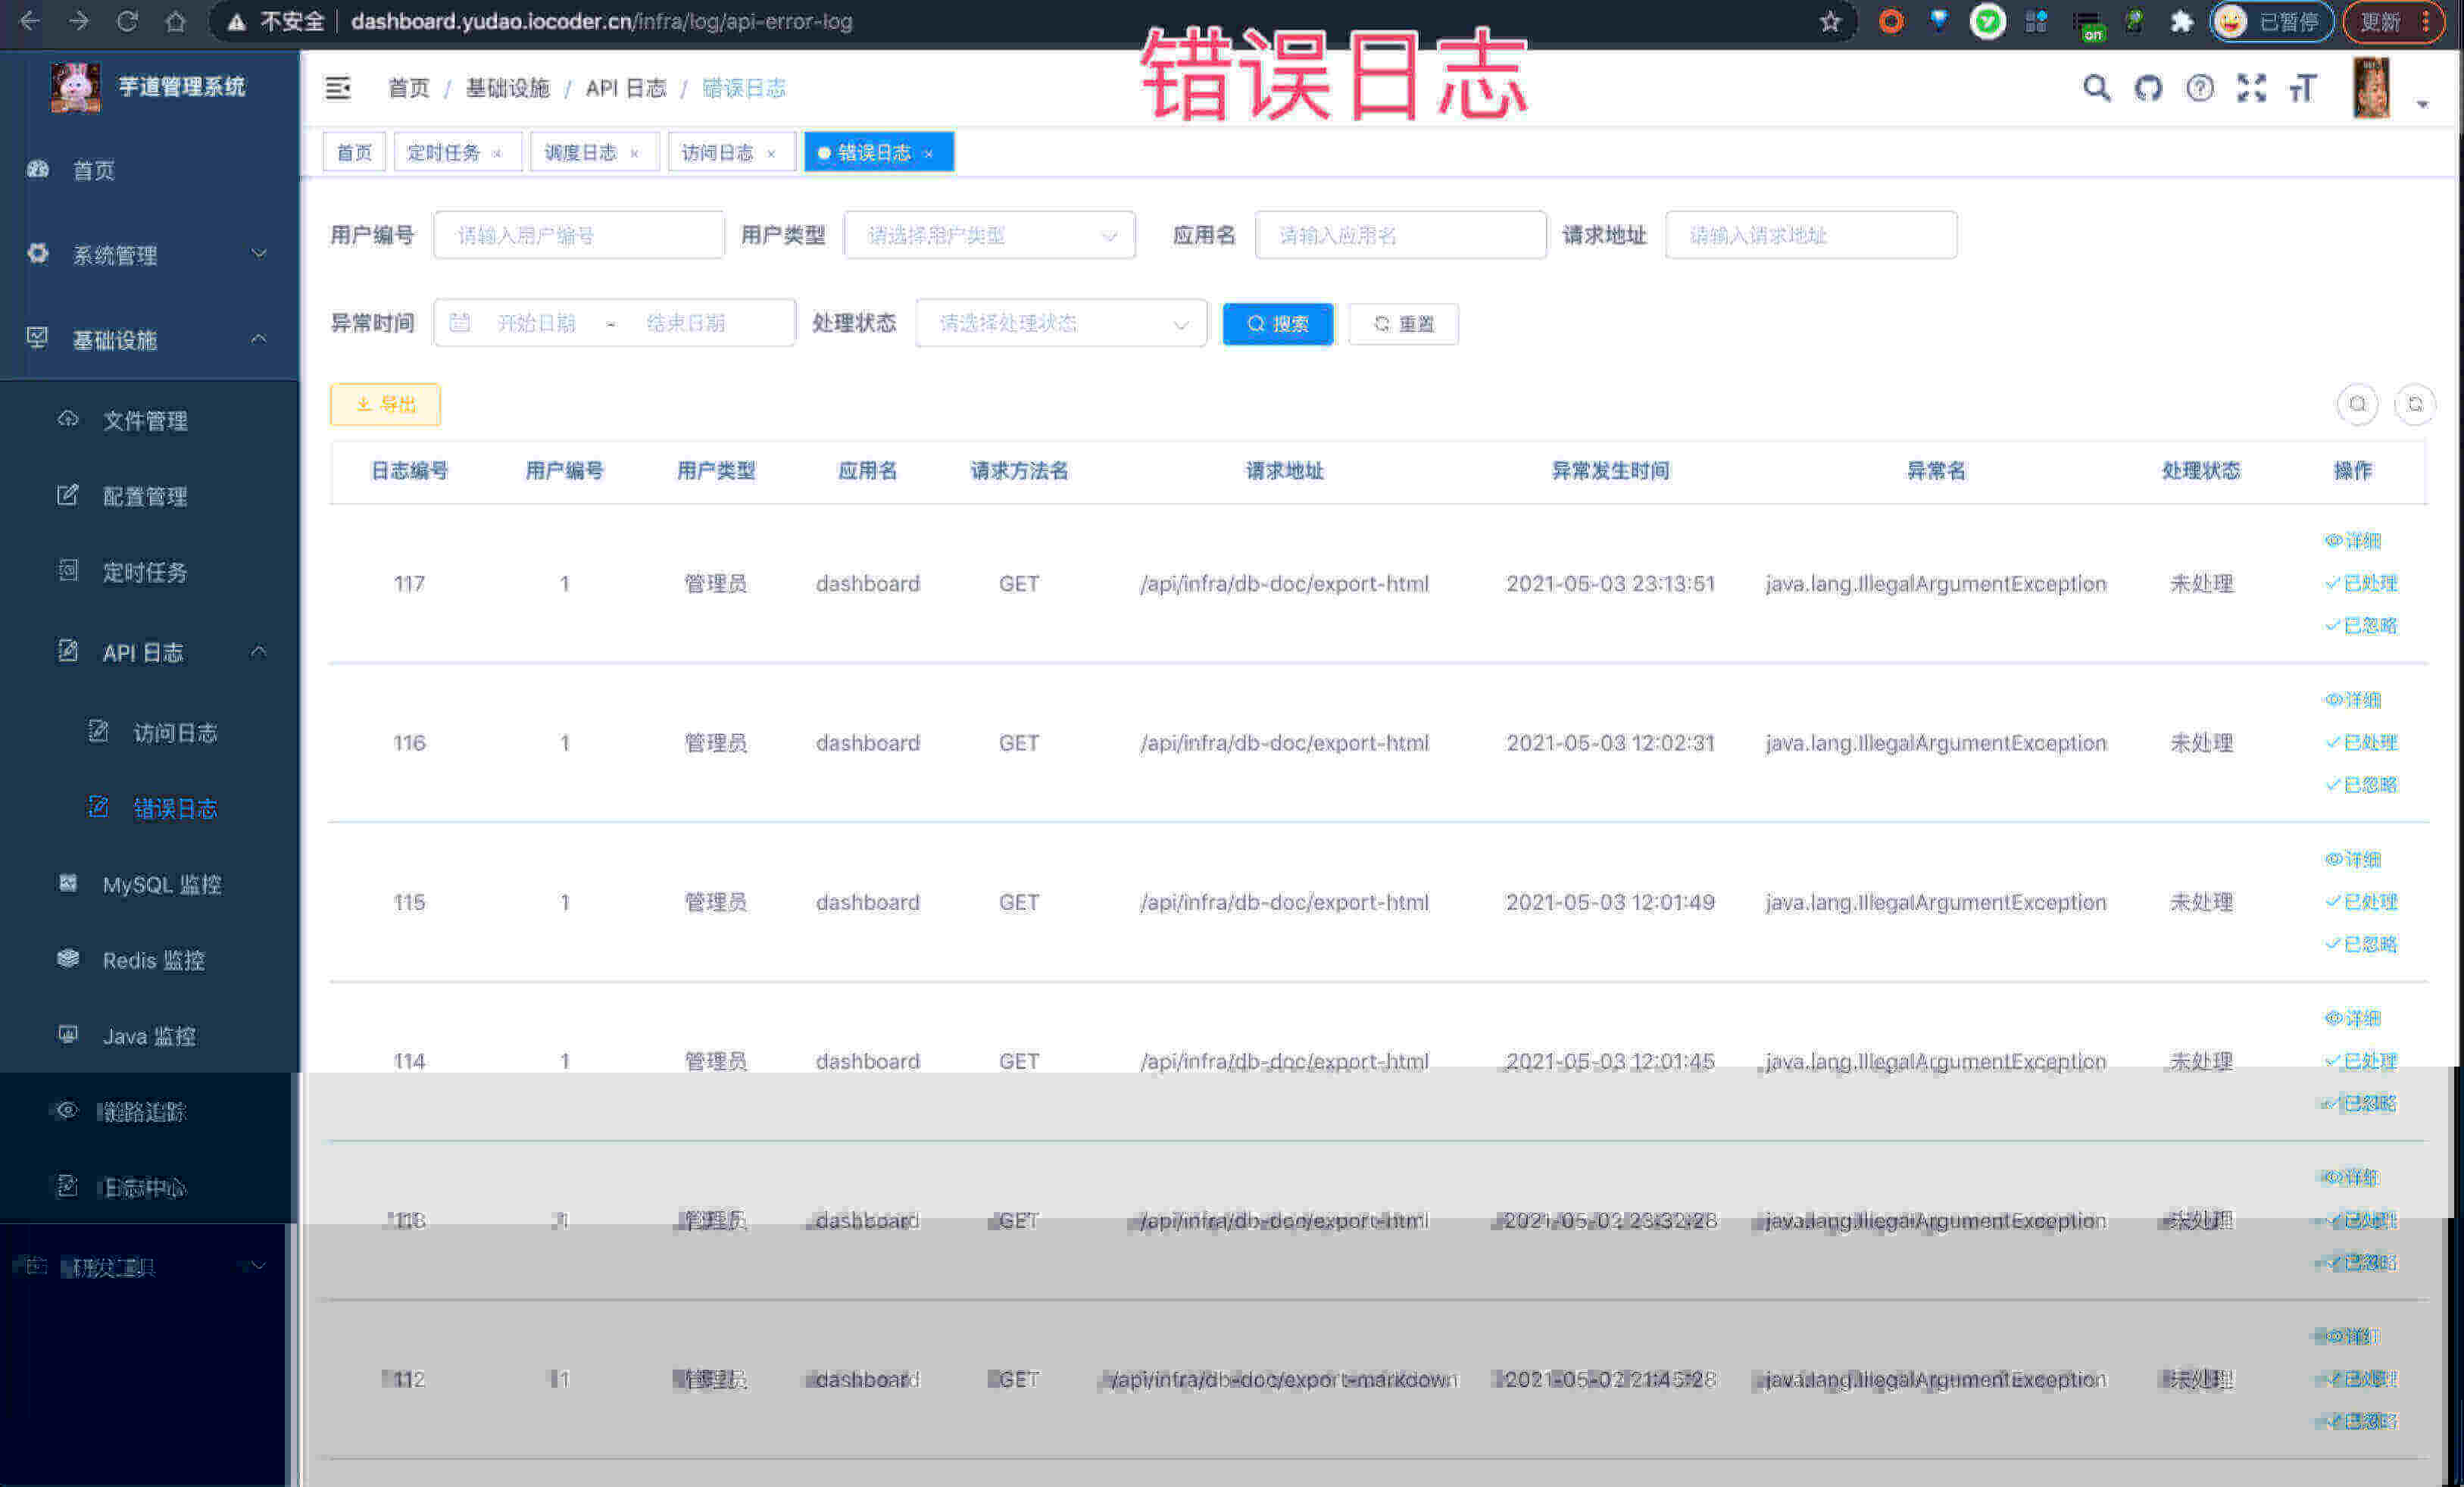 不安全 | dashboard.yudao.iocoder.cn/infra/log/api-error-log
on
已暂停
更新
错误日志
芋道管理系统
首页
系统管理
基础设施
文件管理
配置管理
定时任务
API 日志
访问日志
错误日志
MySQL 监控
Redis 监控
Java 监控
链路追踪
日志中心
研发工具
首页 / 基础设施 / API 日志 / 错误日志
首页 定时任务 × 调度日志 × 访问日志 × 错误日志 ×
用户编号 请输入用户编号 用户类型 请选择用户类型 应用名 请输入应用名 请求地址 请输入请求地址
异常时间 开始日期 - 结束日期 处理状态 请选择处理状态 搜索 重置
导出
日志编号 用户编号 用户类型 应用名 请求方法名 请求地址 异常发生时间 异常名 处理状态 操作
117 1 管理员 dashboard GET /api/infra/db-doc/export-html 2021-05-03 23:13:51 java.lang.IllegalArgumentException 未处理 详细 已处理 已忽略
116 1 管理员 dashboard GET /api/infra/db-doc/export-html 2021-05-03 12:02:31 java.lang.IllegalArgumentException 未处理 详细 已处理 已忽略
115 1 管理员 dashboard GET /api/infra/db-doc/export-html 2021-05-03 12:01:49 java.lang.IllegalArgumentException 未处理 详细 已处理 已忽略
114 1 管理员 dashboard GET /api/infra/db-doc/export-html 2021-05-03 12:01:45 java.lang.IllegalArgumentException 未处理 详细 已处理 已忽略
113 1 管理员 dashboard GET /api/infra/db-doc/export-html 2021-05-02 23:32:28 java.lang.IllegalArgumentException 未处理 详细 已处理 已忽略
112 1 管理员 dashboard GET /api/infra/db-doc/export-markdown 2021-05-02 21:45:28 java.lang.IllegalArgumentException 未处理 详细 已处理 已忽略